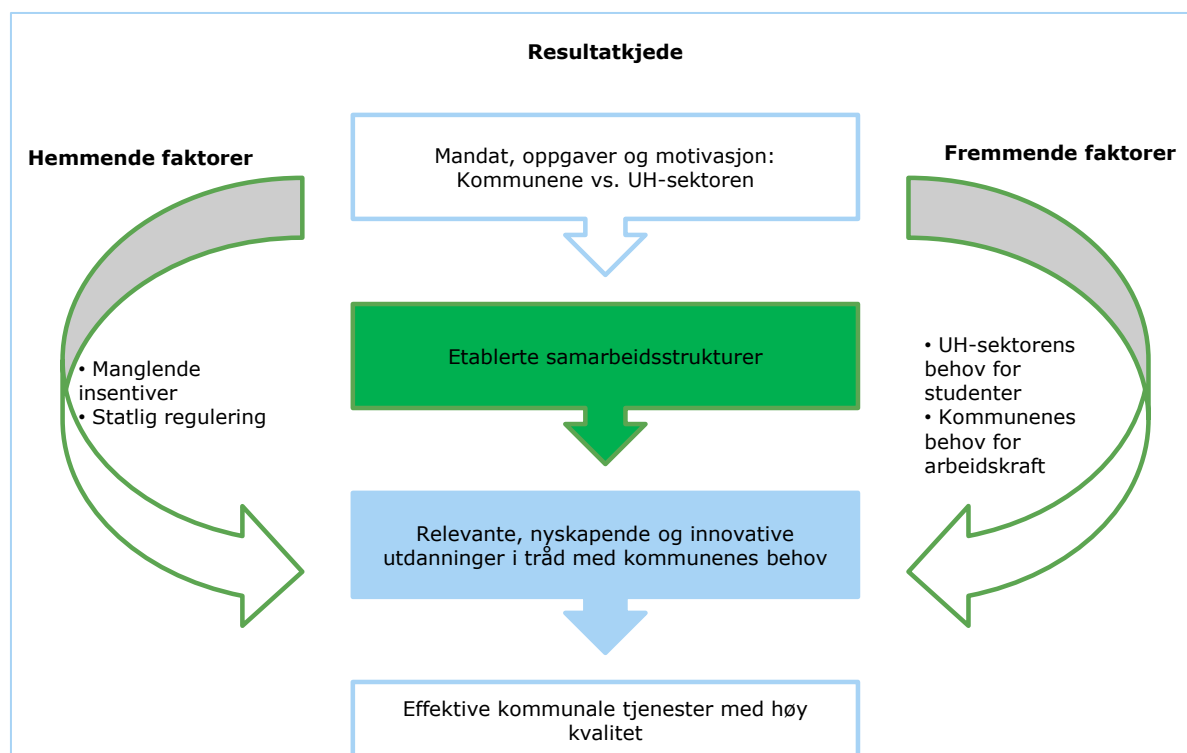 Resultatkjede
Hemmende faktorer
Mandat, oppgaver og motivasjon:
Kommunene vs. UH-sektoren
Fremmende faktorer
Etablerte samarbeidsstrukturer
• Manglende
insentiver
• Statlig regulering
• UH-sektorens
behov for
studenter
• Kommunenes
behov for
arbeidskraft
Relevante, nyskapende og innovative
utdanninger i tråd med kommunenes behov
Effektive kommunale tjenester med høy
kvalitet